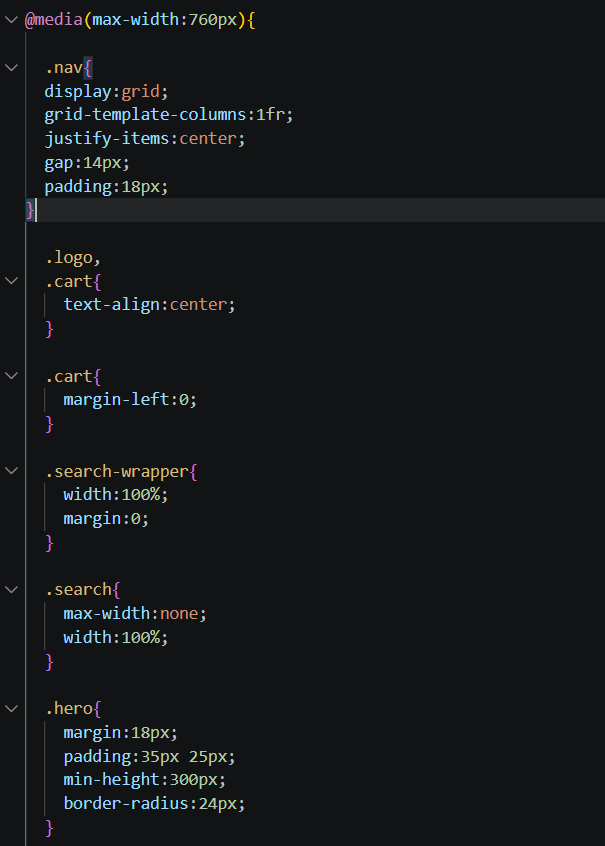 @media(max-width:760px){
.nav{
display:grid;
grid-template-columns:1fr;
justify-items:center;
gap:14px;
padding:18px;
}
.logo,
.cart{
text-align:center;
}
.cart{
margin-left:0;
}
.search-wrapper{
width:100%;
margin:0;
}
.search{
max-width:none;
width:100%;
}
.hero{
margin:18px;
padding:35px 25px;
min-height:300px;
border-radius:24px;
}